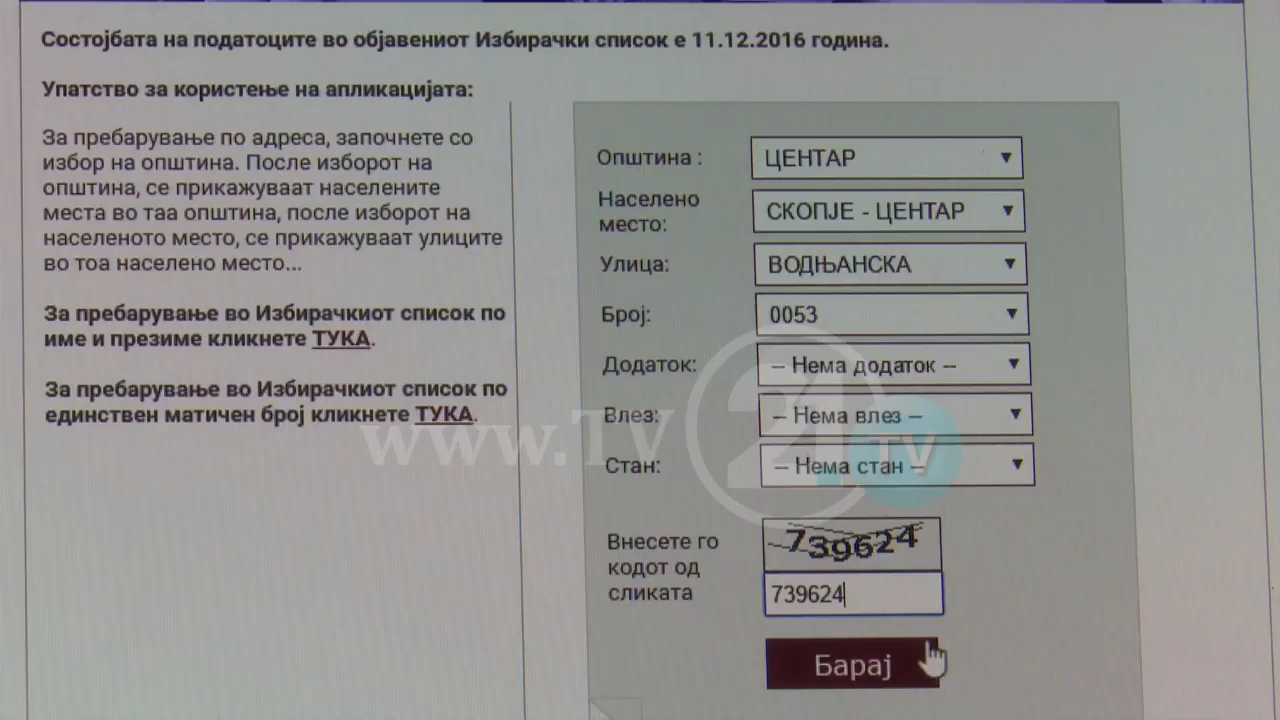 Состојбата на податоците во објавениот Избирачки список е 11.12.2016 година.
Упатство за користење на апликацијата:
За пребарување по адреса, започнете со
избор на општина. После изборот на
општина, се прикажуваат населените
места во таа општина, после изборот на
населеното место, се прикажуваат улиците
во тоа населено место...
За пребарување во Избирачкиот список по
име и презиме кликнете ТУКА.
За пребарување во Избирачкиот список по
единствен матичен број кликнете ТУКА.
Општина : ЦЕНТАР
Населено
место: СКОПЈЕ - ЦЕНТАР
Улица: ВОДЊАНСКА
Број: 0053
Додаток: -- Нема додаток --
Влез: -- Нема влез --
Стан: -- Нема стан --
Внесете го
кодот од
сликата
739624
739624
Барај
www.TV 21
21 TV